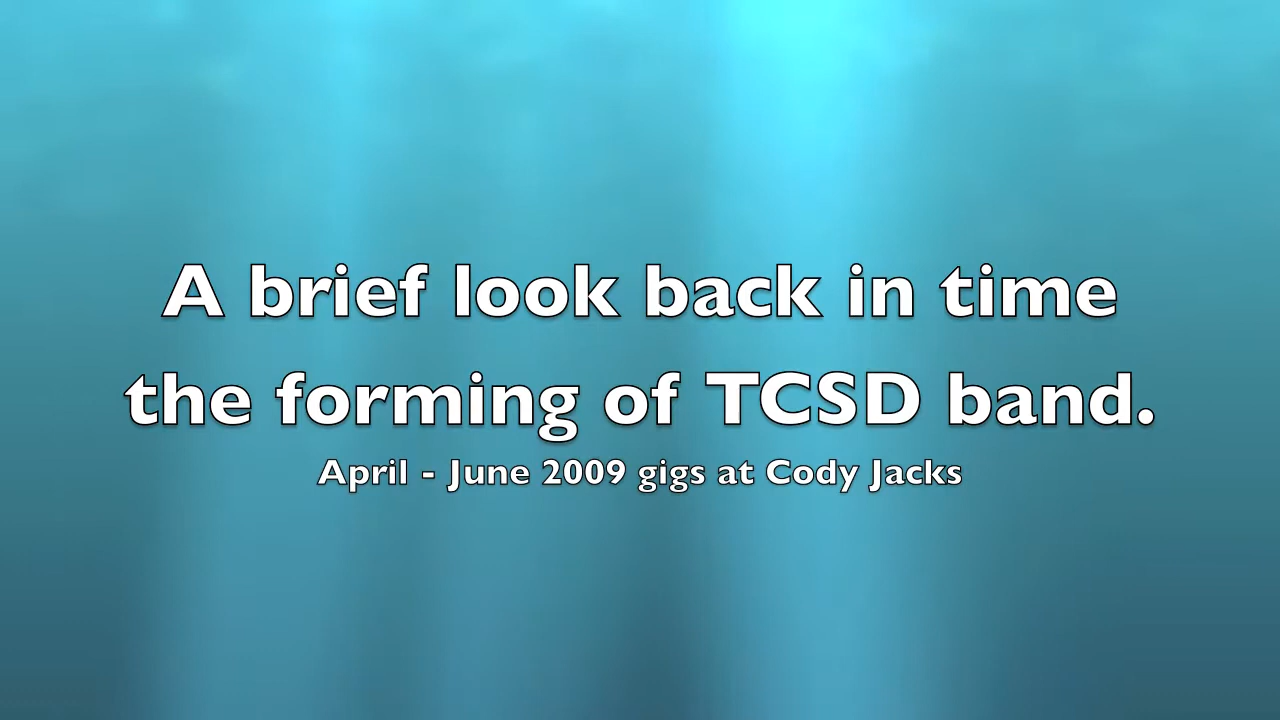 A brief look back in time
the forming of TCSD band.
April - June 2009 gigs at Cody Jacks